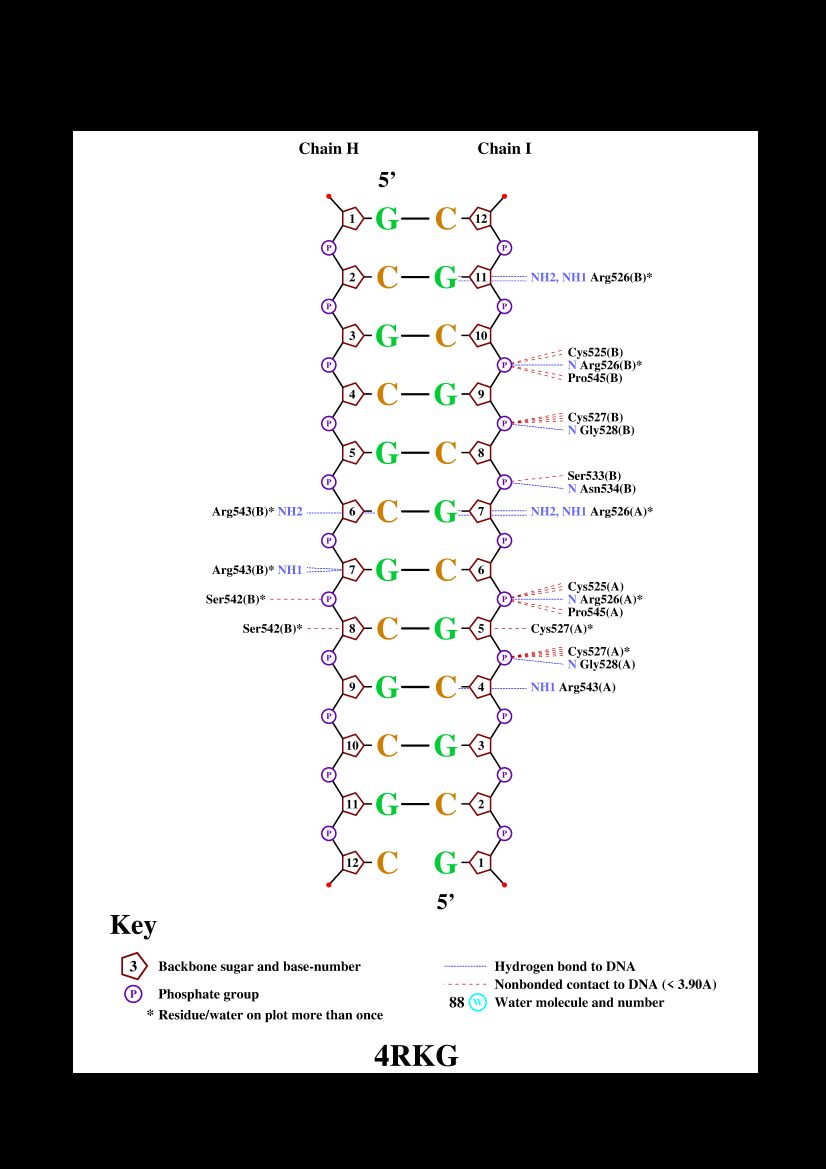 Chain H Chain I
5’
1 G C 12
P P
2 C G 11 NH2, NH1 Arg526(B)*
P P
3 G C 10
Cys525(B)
P P N Arg526(B)*
Pro545(B)
4 C G 9
Cys527(B)
P P
N Gly528(B)
5 G C 8
Ser533(B)
P P
N Asn534(B)
Arg543(B)* NH2 6 C G 7 NH2, NH1 Arg526(A)*
P P
Arg543(B)* NH1 7 G C 6
Cys525(A)
Ser542(B)* P P N Arg526(A)*
Pro545(A)
Ser542(B)* 8 C G 5 Cys527(A)*
Cys527(A)*
P P
N Gly528(A)
9 G C 4 NH1 Arg543(A)
P P
10 C G 3
P P
11 G C 2
P P
12 C G 1
5’
Key
3 Backbone sugar and base-number
P Phosphate group
* Residue/water on plot more than once
Hydrogen bond to DNA
Nonbonded contact to DNA (< 3.90A)
88 W Water molecule and number
4RKG